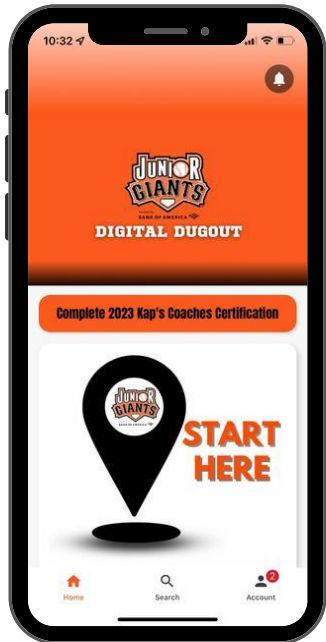 10:32
JUNIOR
GIANTS
BANK OF AMERICA
DIGITAL DUGOUT
Complete 2023 Kap's Coaches Certification
JUNIOR
GIANTS
BANK OF AMERICA
START
HERE
2
Home
Search
Account